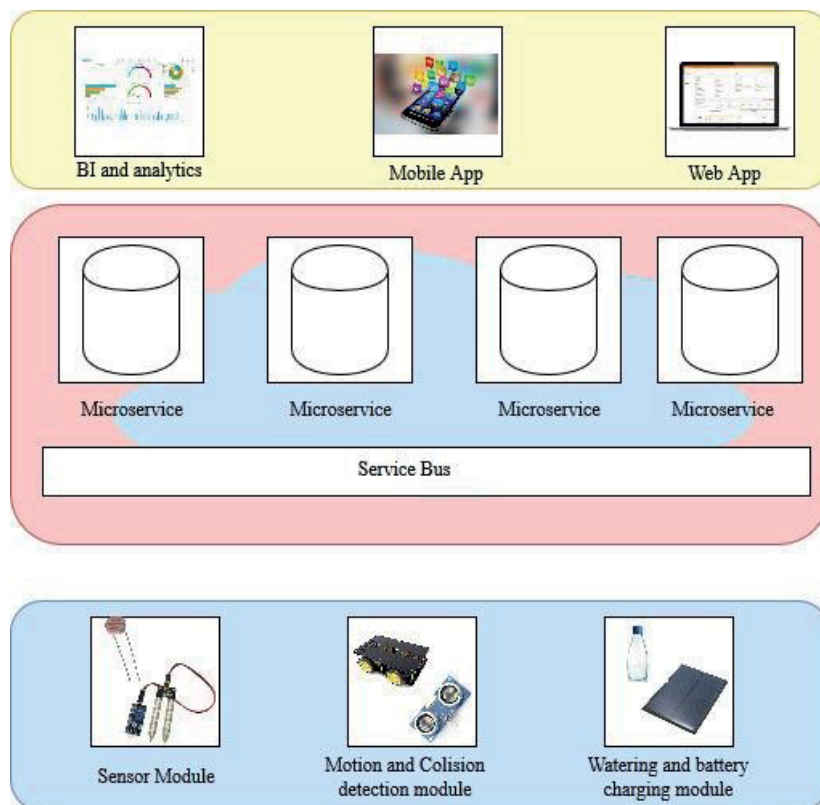 BI and analytics
Mobile App
Web App
Microservice
Microservice
Microservice
Microservice
Service Bus
Sensor Module
Motion and Colision
detection module
Watering and battery
charging module